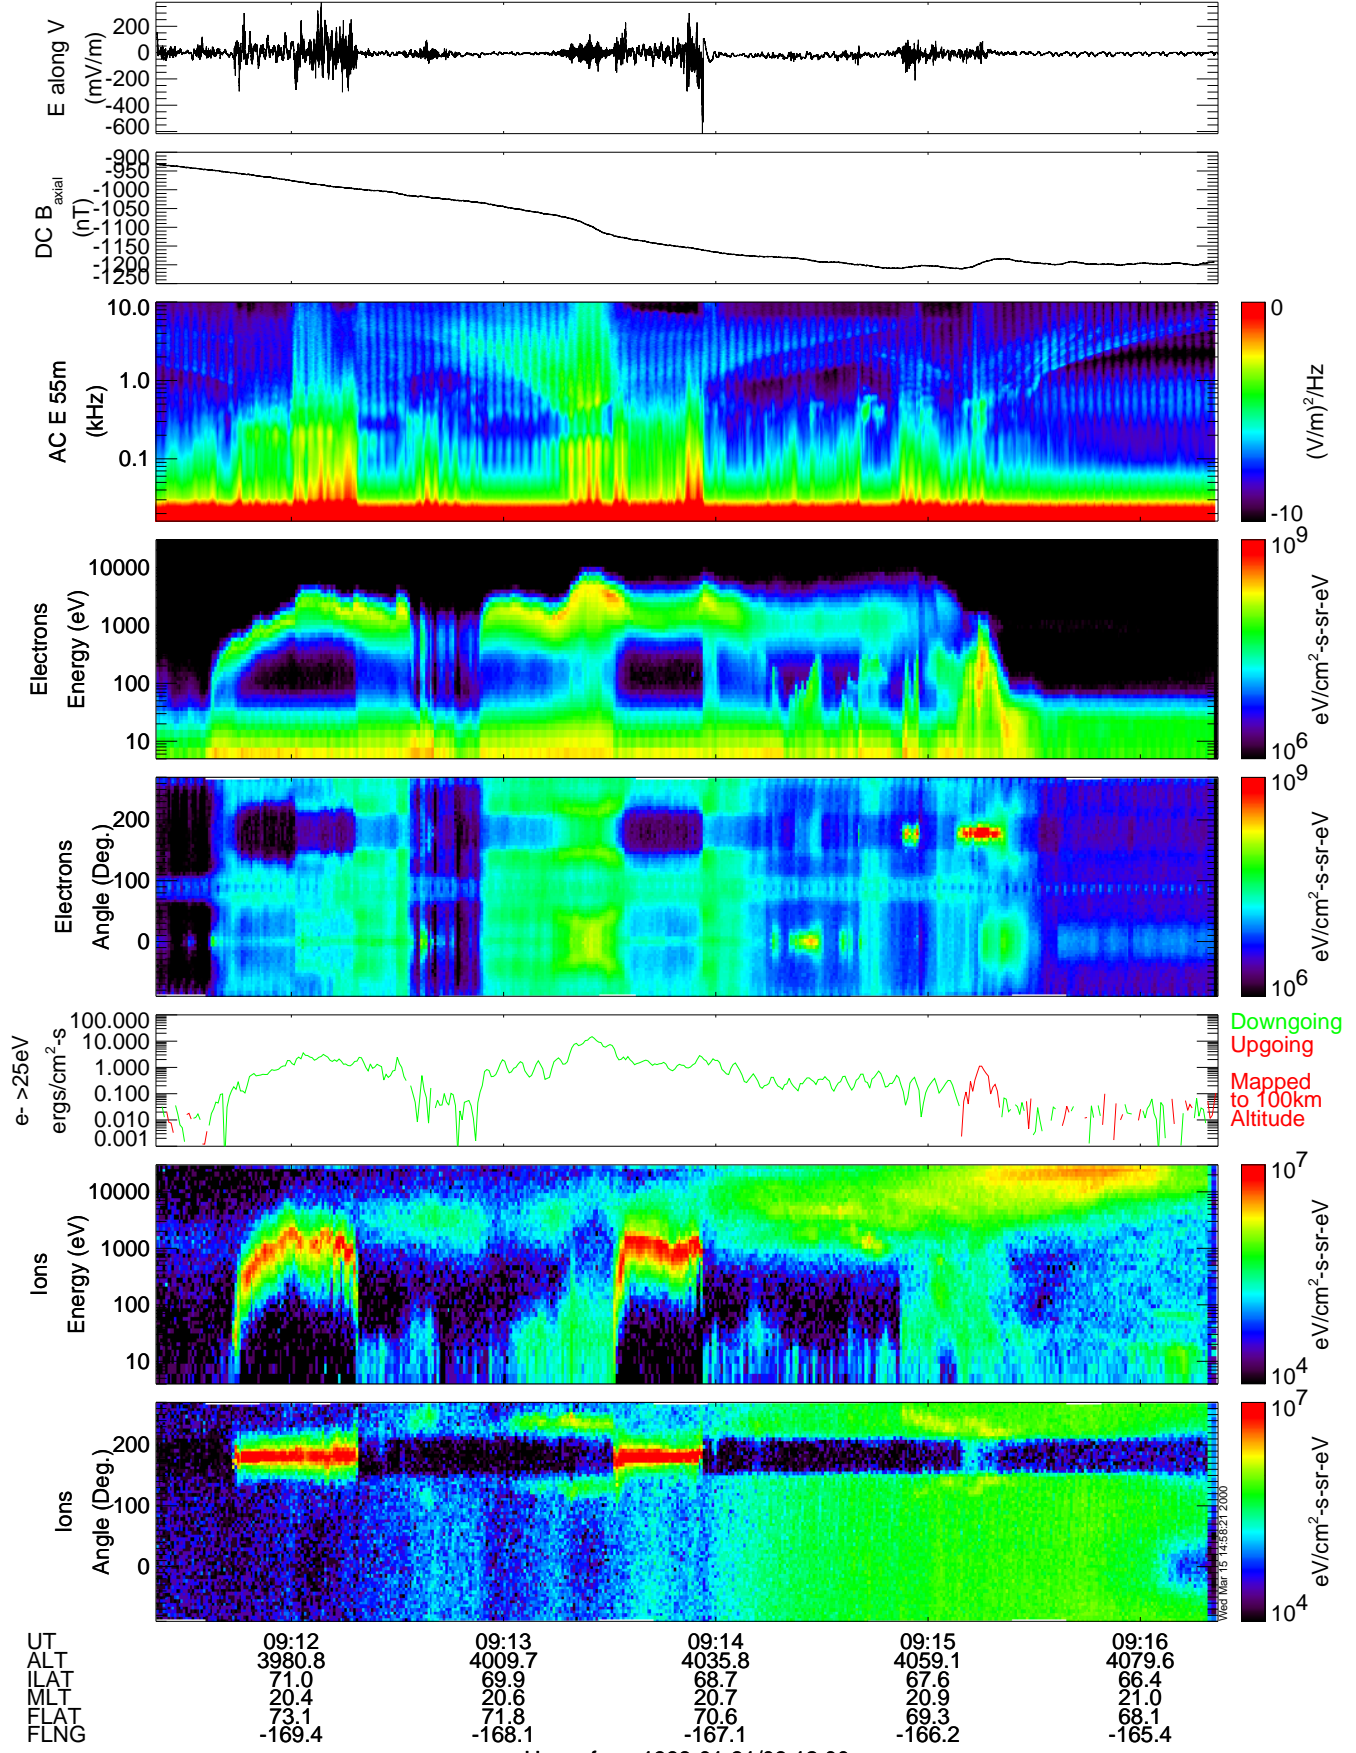 E along V
(mV/m)
200
0
-200
-400
-600
DC B axial
(nT)
-900
-950
-1000
-1050
-1100
-1150
-1200
-1250
AC E 55m
(kHz)
10.0
1.0
0.1
0
-10
(V/m)²/Hz
Electrons
Energy (eV)
10000
1000
100
10
10⁹
10⁶
eV/cm²-s-sr-eV
Electrons
Angle (Deg.)
200
100
0
10⁹
10⁶
eV/cm²-s-sr-eV
e- >25eV
ergs/cm²-s
100.000
10.000
1.000
0.100
0.010
0.001
Downgoing
Upgoing
Mapped
to 100km
Altitude
Ions
Energy (eV)
10000
1000
100
10
10⁷
10⁴
eV/cm²-s-sr-eV
Ions
Angle (Deg.)
200
100
0
10⁷
10⁴
eV/cm²-s-sr-eV
Wed Mar 15 14:58:21 2000
UT 09:12 09:13 09:14 09:15 09:16
ALT 3980.8 4009.7 4035.8 4059.1 4079.6
ILAT 71.0 69.9 68.7 67.6 66.4
MLT 20.4 20.6 20.7 20.9 21.0
FLAT 73.1 71.8 70.6 69.3 68.1
FLNG -169.4 -168.1 -167.1 -166.2 -165.4